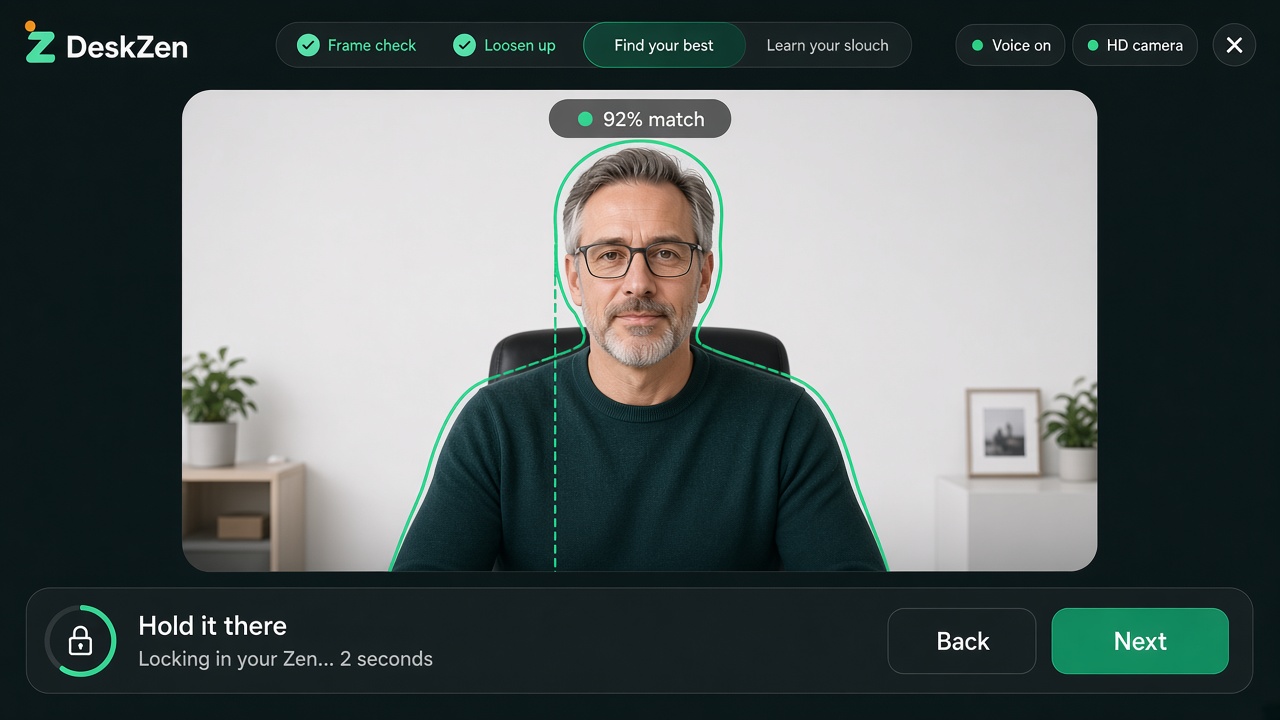 DeskZen
Frame check
Loosen up
Find your best
Learn your slouch
Voice on
HD camera
92% match
Hold it there
Locking in your Zen... 2 seconds
Back
Next